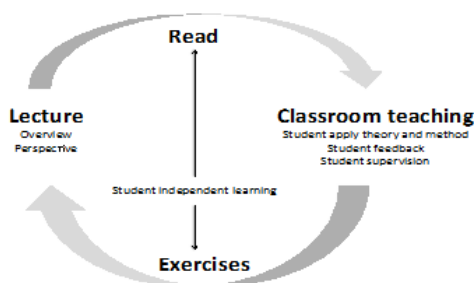 Read
Lecture
Overview
Perspective
Classroom teaching
Student apply theory and method
Student feedback
Student supervision
Student independent learning
Exercises